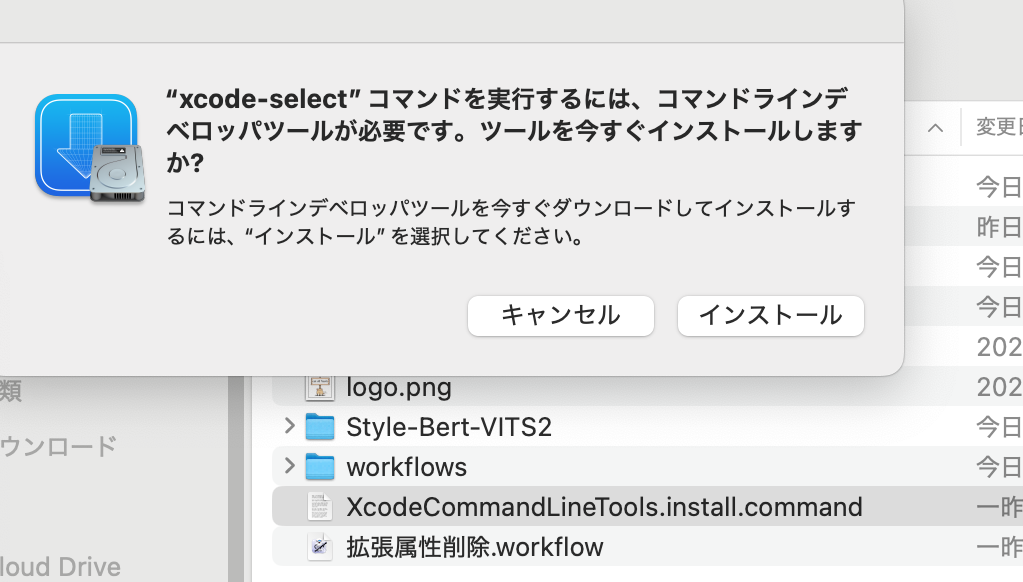 “xcode-select” コマンドを実行するには、コマンドラインデ
ベロッパツールが必要です。ツールを今すぐインストールします
か?
コマンドラインデベロッパツールを今すぐダウンロードしてインストールす
るには、“インストール” を選択してください。
キャンセル
インストール
変更日
今日
昨日
今日
今日
202
類
logo.png
202
ウンロード
Style-Bert-VITS2
今日
workflows
今日
XcodeCommandLineTools.install.command
一昨
loud Drive
拡張属性削除.workflow
一昨